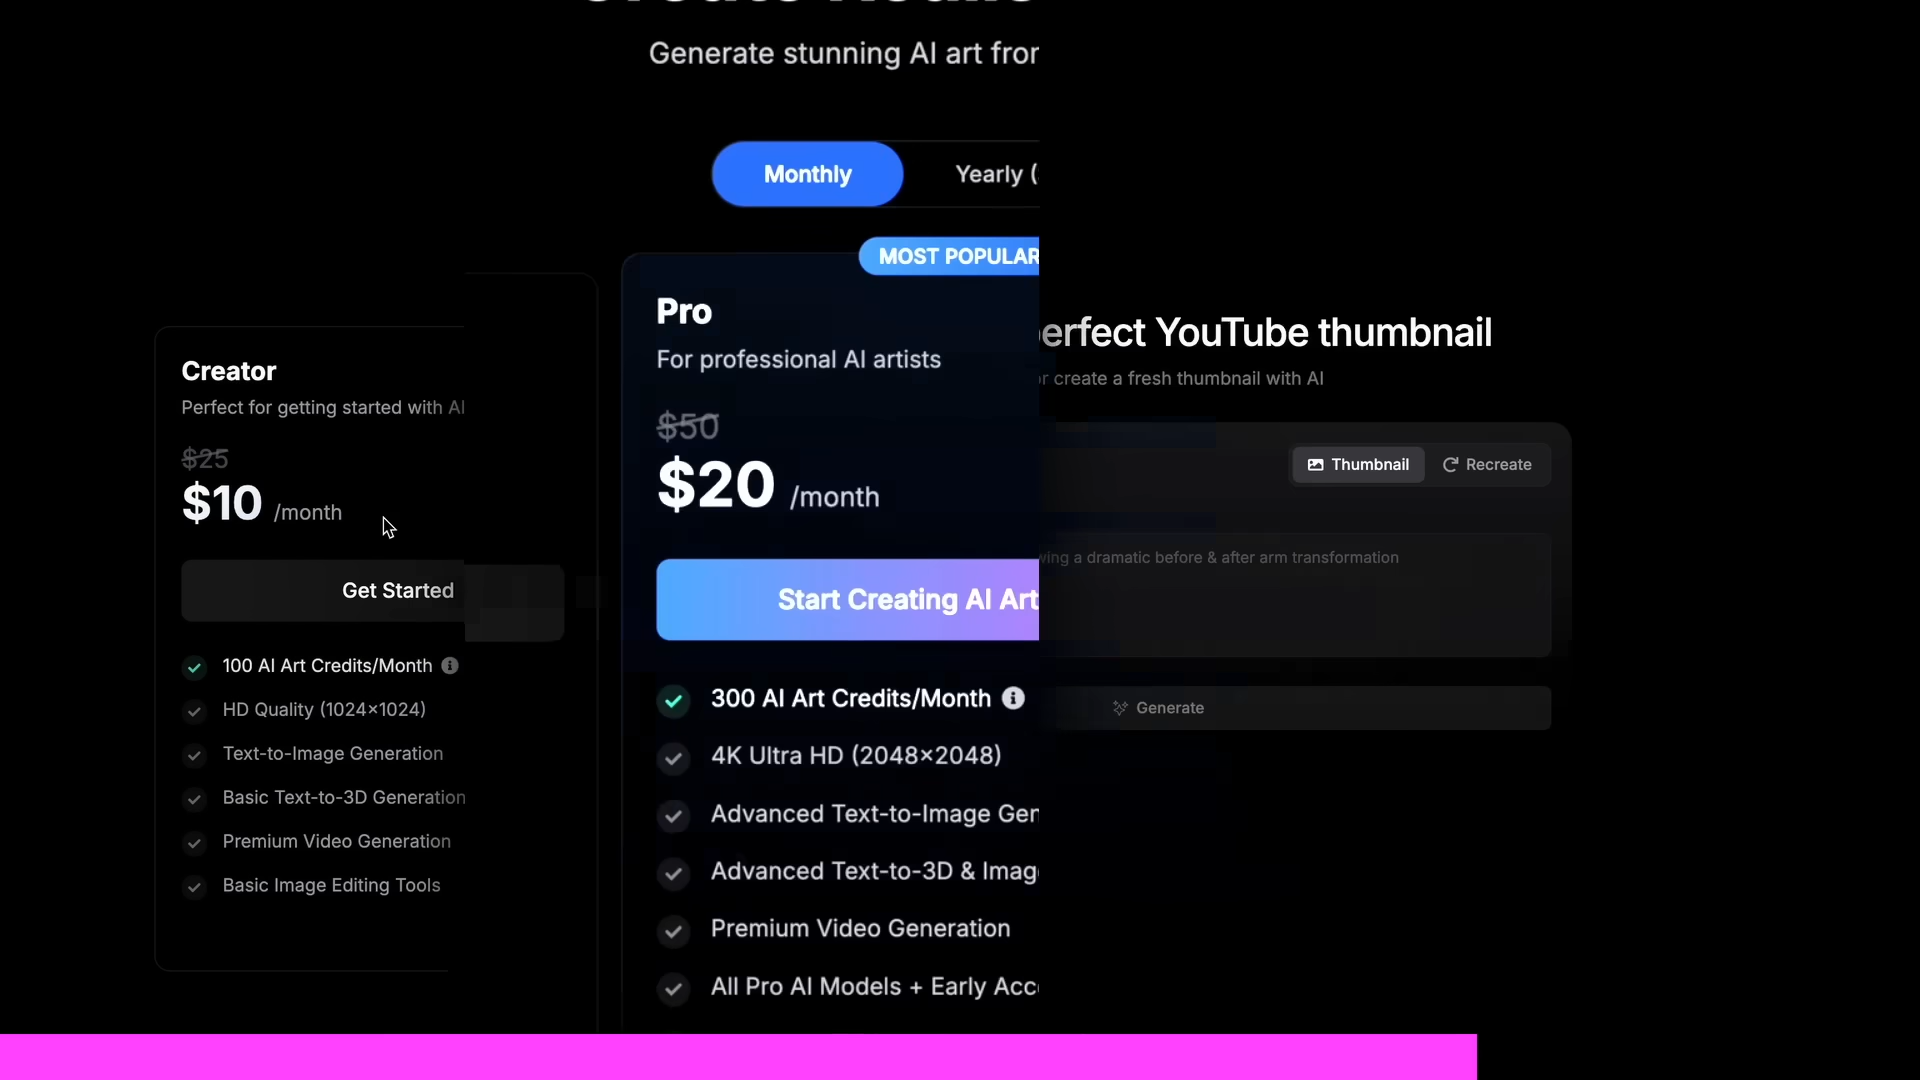 Generate stunning AI art from
Monthly
Yearly (
MOST POPULAR
Creator
Perfect for getting started with AI
$25
$10 /month
Get Started
100 AI Art Credits/Month
HD Quality (1024×1024)
Text-to-Image Generation
Basic Text-to-3D Generation
Premium Video Generation
Basic Image Editing Tools
Pro
For professional AI artists
$50
$20 /month
Start Creating AI Art
300 AI Art Credits/Month
4K Ultra HD (2048×2048)
Advanced Text-to-Image Gen
Advanced Text-to-3D & Imag
Premium Video Generation
All Pro AI Models + Early Acc
erfect YouTube thumbnail
or create a fresh thumbnail with AI
Thumbnail
Recreate
wing a dramatic before & after arm transformation
Generate